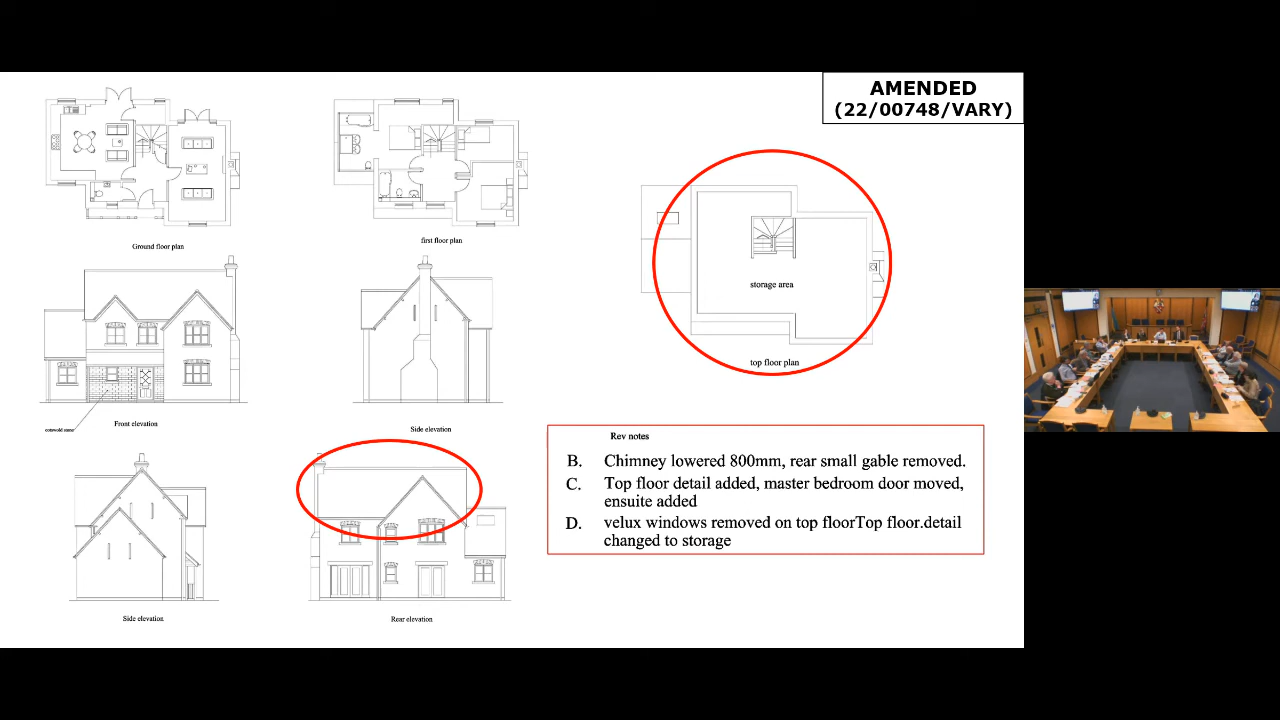 AMENDED
(22/00748/VARY)
Ground floor plan
first floor plan
storage area
top floor plan
cotswold stone
Front elevation
Side elevation
Rev notes
B. Chimney lowered 800mm, rear small gable removed.
C. Top floor detail added, master bedroom door moved,
ensuite added
D. velux windows removed on top floorTop floor.detail
changed to storage
Side elevation
Rear elevation